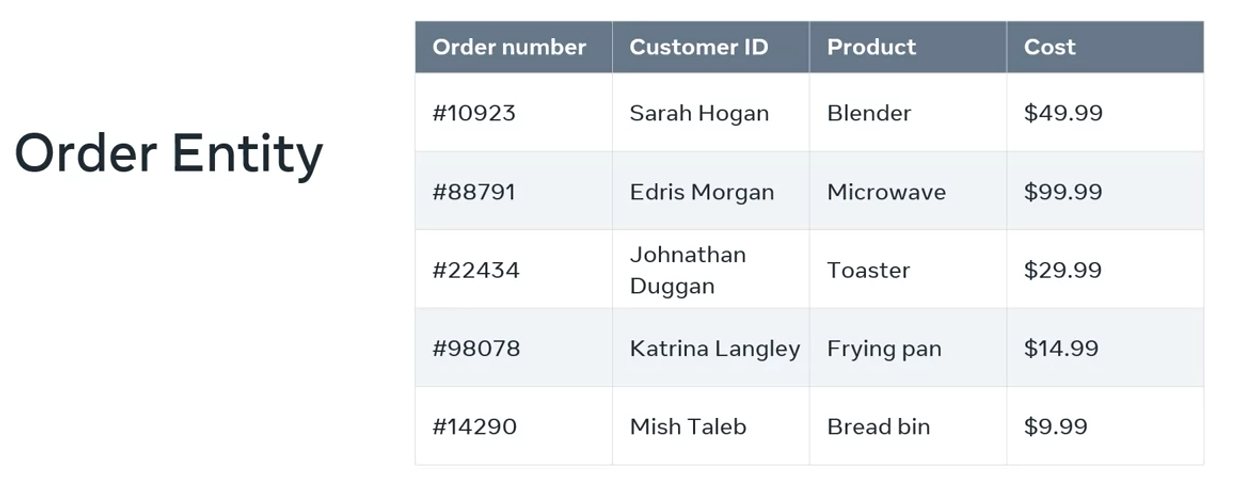 Order Entity
Order number Customer ID Product Cost
#10923 Sarah Hogan Blender $49.99
#88791 Edris Morgan Microwave $99.99
#22434 Johnathan Duggan Toaster $29.99
#98078 Katrina Langley Frying pan $14.99
#14290 Mish Taleb Bread bin $9.99